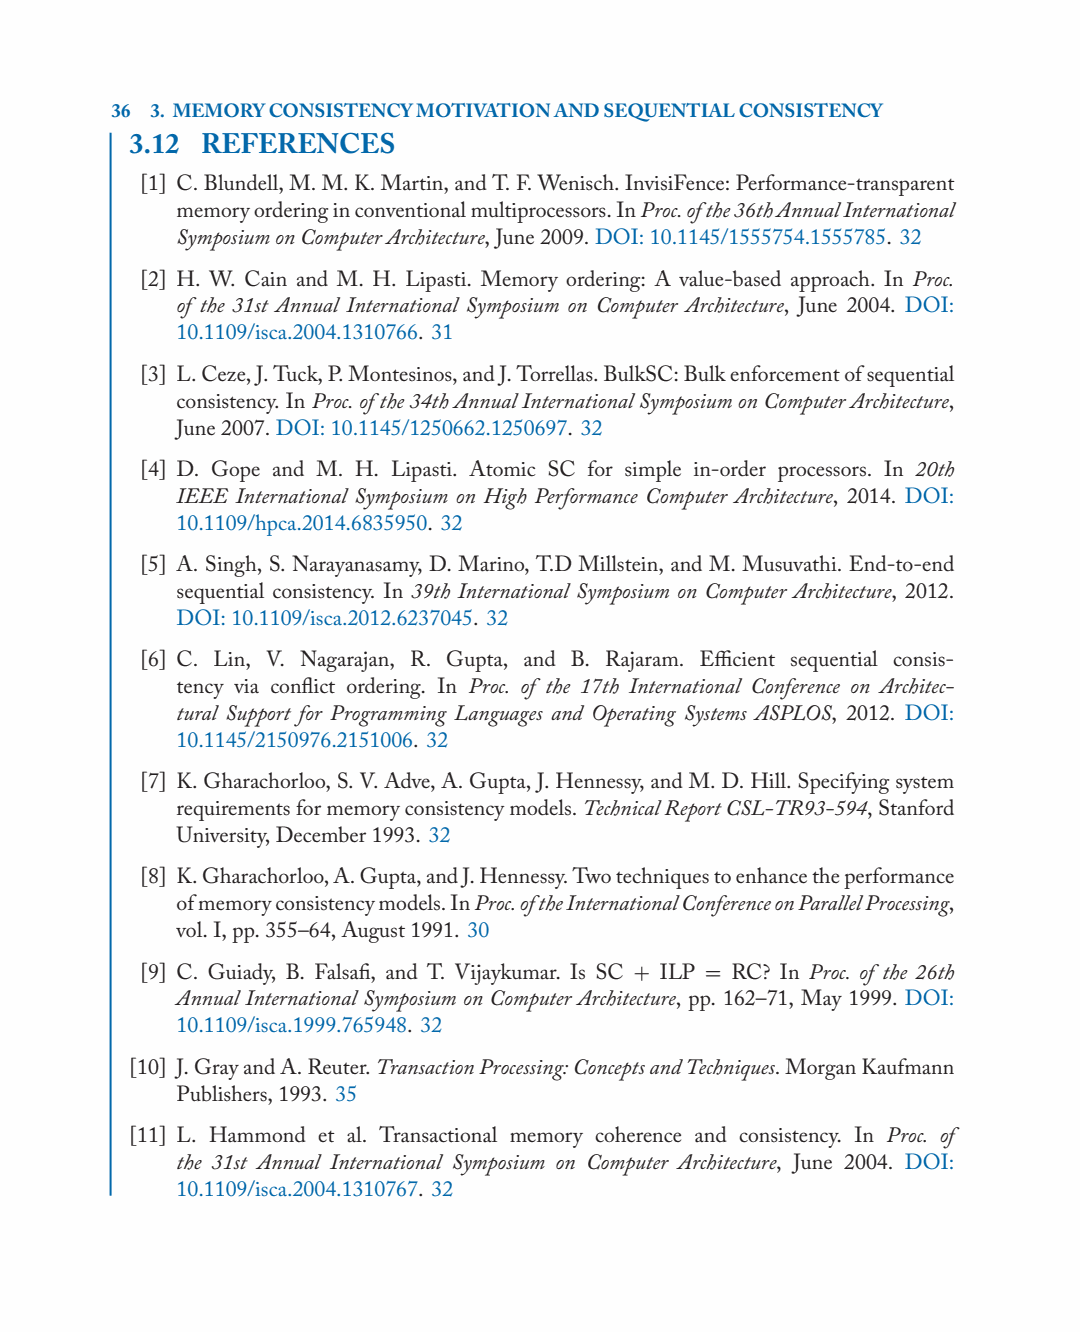 36 3. MEMORY CONSISTENCY MOTIVATION AND SEQUENTIAL CONSISTENCY
3.12 REFERENCES
[1] C. Blundell, M. M. K. Martin, and T. F. Wenisch. InvisiFence: Performance-transparent
memory ordering in conventional multiprocessors. In Proc. of the 36th Annual International
Symposium on Computer Architecture, June 2009. DOI: 10.1145/1555754.1555785. 32
[2] H. W. Cain and M. H. Lipasti. Memory ordering: A value-based approach. In Proc.
of the 31st Annual International Symposium on Computer Architecture, June 2004. DOI:
10.1109/isca.2004.1310766. 31
[3] L. Ceze, J. Tuck, P. Montesinos, and J. Torrellas. BulkSC: Bulk enforcement of sequential
consistency. In Proc. of the 34th Annual International Symposium on Computer Architecture,
June 2007. DOI: 10.1145/1250662.1250697. 32
[4] D. Gope and M. H. Lipasti. Atomic SC for simple in-order processors. In 20th
IEEE International Symposium on High Performance Computer Architecture, 2014. DOI:
10.1109/hpca.2014.6835950. 32
[5] A. Singh, S. Narayanasamy, D. Marino, T.D Millstein, and M. Musuvathi. End-to-end
sequential consistency. In 39th International Symposium on Computer Architecture, 2012.
DOI: 10.1109/isca.2012.6237045. 32
[6] C. Lin, V. Nagarajan, R. Gupta, and B. Rajaram. Efficient sequential consis-
tency via conflict ordering. In Proc. of the 17th International Conference on Architec-
tural Support for Programming Languages and Operating Systems ASPLOS, 2012. DOI:
10.1145/2150976.2151006. 32
[7] K. Gharachorloo, S. V. Adve, A. Gupta, J. Hennessy, and M. D. Hill. Specifying system
requirements for memory consistency models. Technical Report CSL-TR93-594, Stanford
University, December 1993. 32
[8] K. Gharachorloo, A. Gupta, and J. Hennessy. Two techniques to enhance the performance
of memory consistency models. In Proc. of the International Conference on Parallel Processing,
vol. I, pp. 355–64, August 1991. 30
[9] C. Guiady, B. Falsafi, and T. Vijaykumar. Is SC + ILP = RC? In Proc. of the 26th
Annual International Symposium on Computer Architecture, pp. 162–71, May 1999. DOI:
10.1109/isca.1999.765948. 32
[10] J. Gray and A. Reuter. Transaction Processing: Concepts and Techniques. Morgan Kaufmann
Publishers, 1993. 35
[11] L. Hammond et al. Transactional memory coherence and consistency. In Proc. of
the 31st Annual International Symposium on Computer Architecture, June 2004. DOI:
10.1109/isca.2004.1310767. 32